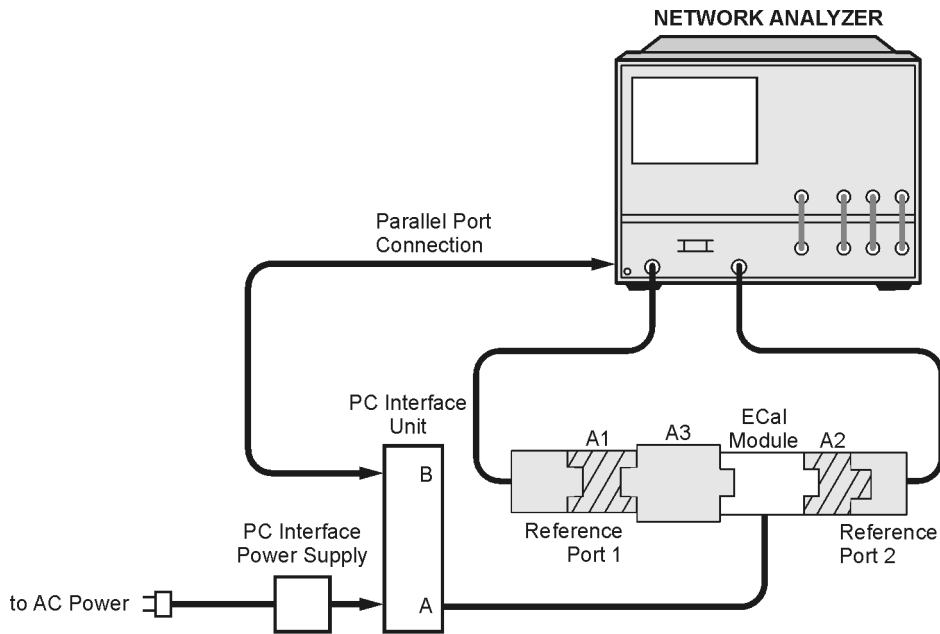 NETWORK ANALYZER
Parallel Port
Connection
PC Interface
Unit
A1
A3
ECal
Module
A2
B
Reference
Port 1
Reference
Port 2
PC Interface
Power Supply
to AC Power
A